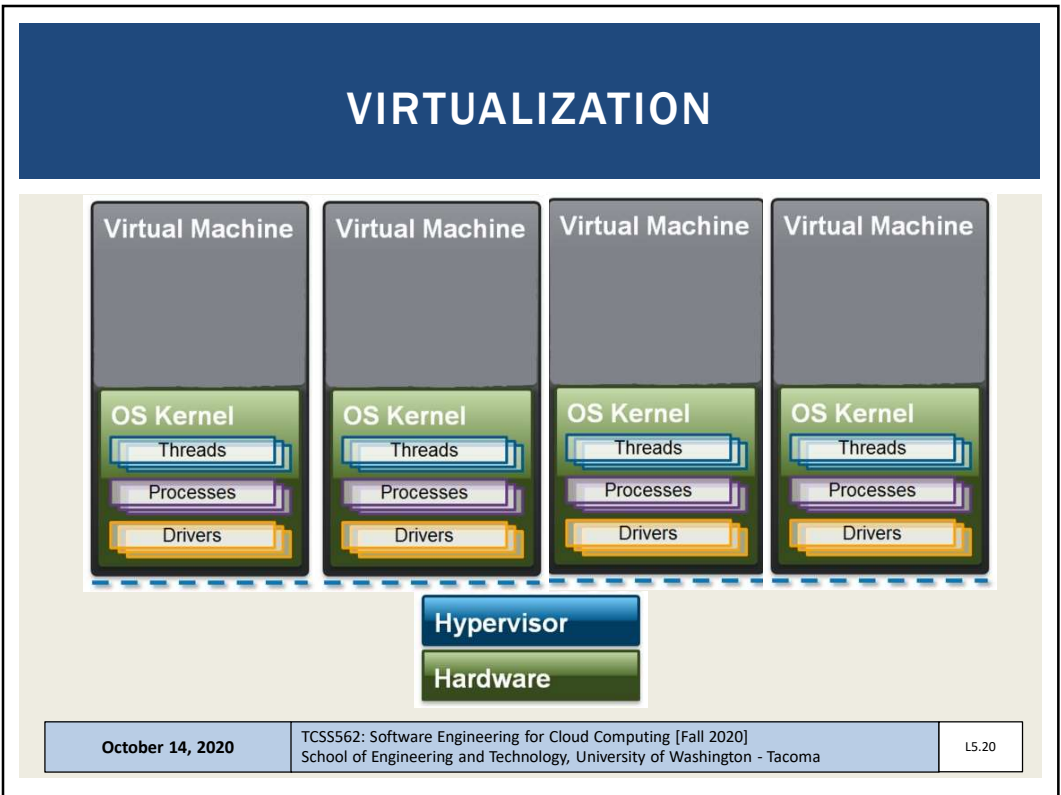 VIRTUALIZATION
Virtual Machine
OS Kernel
Threads
Processes
Drivers
Virtual Machine
OS Kernel
Threads
Processes
Drivers
Virtual Machine
OS Kernel
Threads
Processes
Drivers
Virtual Machine
OS Kernel
Threads
Processes
Drivers
Hypervisor
Hardware
October 14, 2020
TCSS562: Software Engineering for Cloud Computing [Fall 2020]
School of Engineering and Technology, University of Washington - Tacoma
L5.20